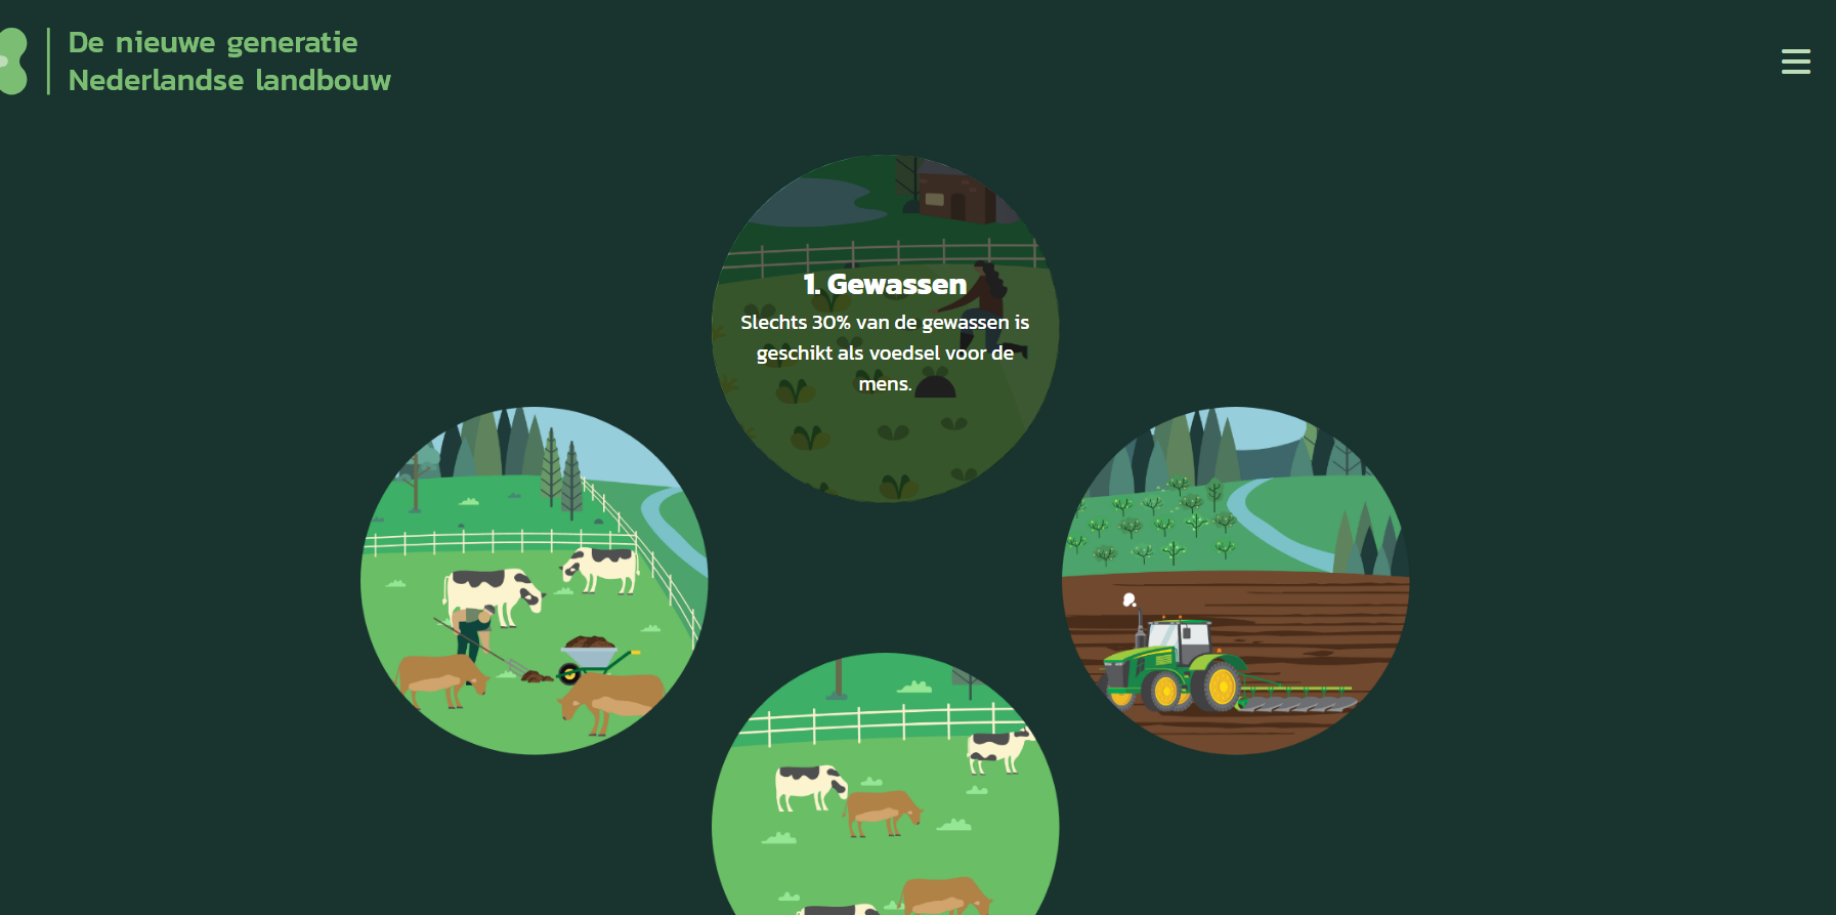 De nieuwe generatie
Nederlandse landbouw
1. Gewassen
Slechts 30% van de gewassen is
geschikt als voedsel voor de
mens.